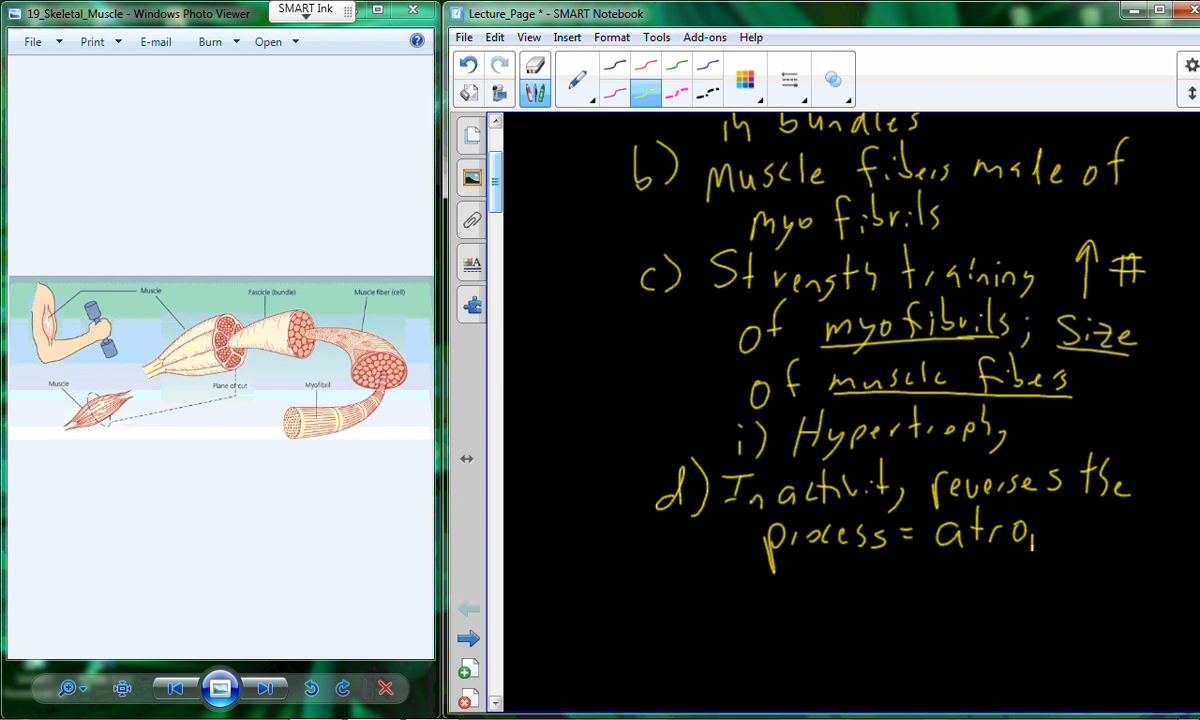 19_Skeletal_Muscle - Windows Photo Viewer
SMART Ink
File Print E-mail Burn Open
Muscle
Fascicle (bundle)
Muscle fiber (cell)
Muscle
Plane of cut
Myofibril
Lecture_Page * - SMART Notebook
File Edit View Insert Format Tools Add-ons Help
in bundles
b) Muscle fibers made of
myofibrils
c) Strength training ↑ #
of myofibrils; Size
of muscle fibers
i) Hypertrophy
d) Inactivity reverses the
process = atro